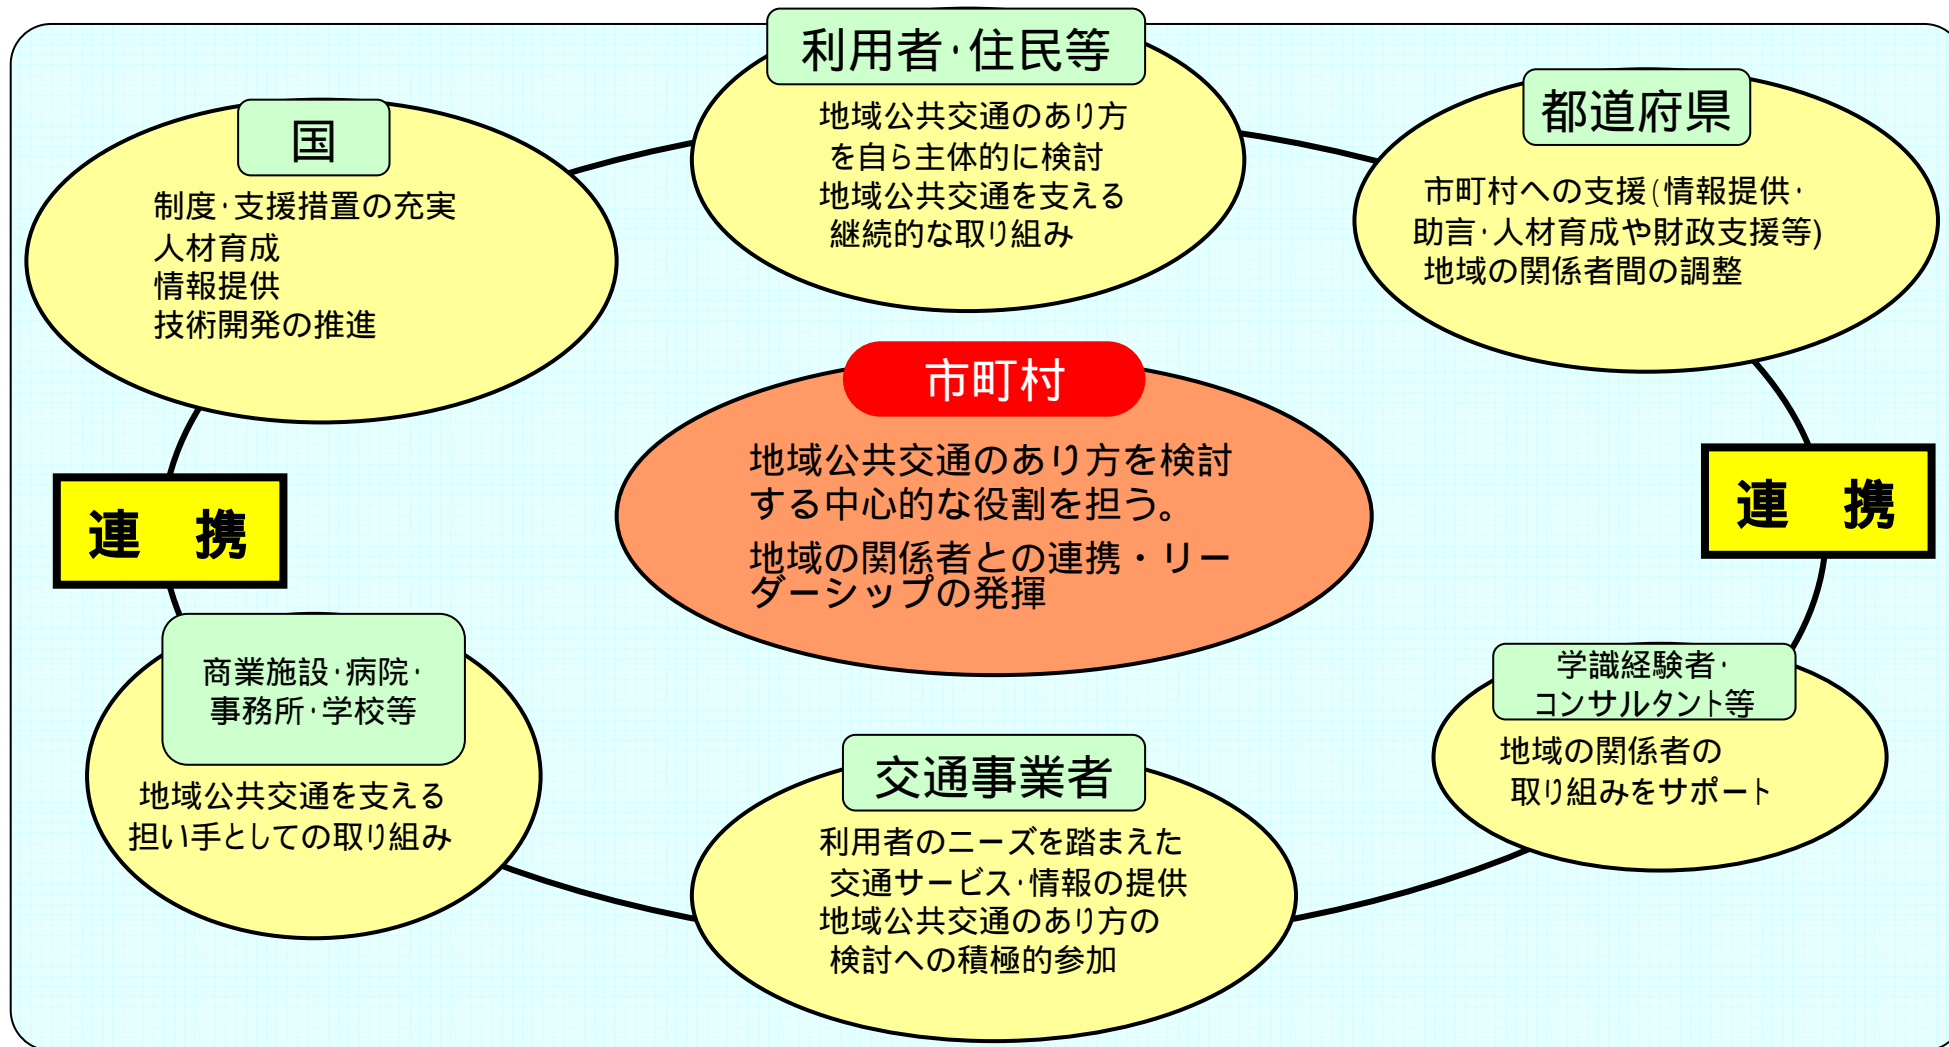 利用者･住民等
地域公共交通のあり方
を自ら主体的に検討
地域公共交通を支える
継続的な取り組み
国
制度･支援措置の充実
人材育成
情報提供
技術開発の推進
都道府県
市町村への支援(情報提供･
助言･人材育成や財政支援等)
地域の関係者間の調整
市町村
地域公共交通のあり方を検討
する中心的な役割を担う。
地域の関係者との連携・リー
ダーシップの発揮
連　携
連　携
商業施設･病院･
事務所･学校等
地域公共交通を支える
担い手としての取り組み
交通事業者
利用者のニーズを踏まえた
交通サービス･情報の提供
地域公共交通のあり方の
検討への積極的参加
学識経験者･
コンサルタント等
地域の関係者の
取り組みをサポート